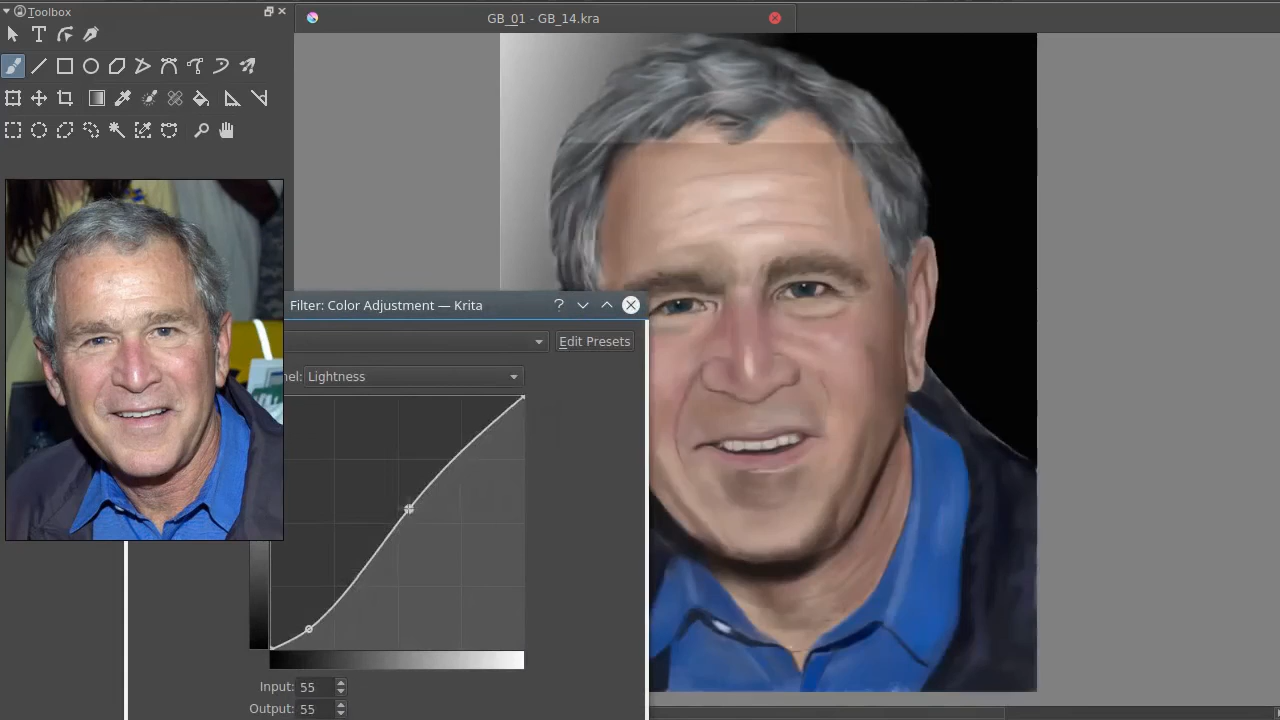 Toolbox
GB_01 - GB_14.kra
Filter: Color Adjustment — Krita
Edit Presets
nel: Lightness
Input: 55
Output: 55